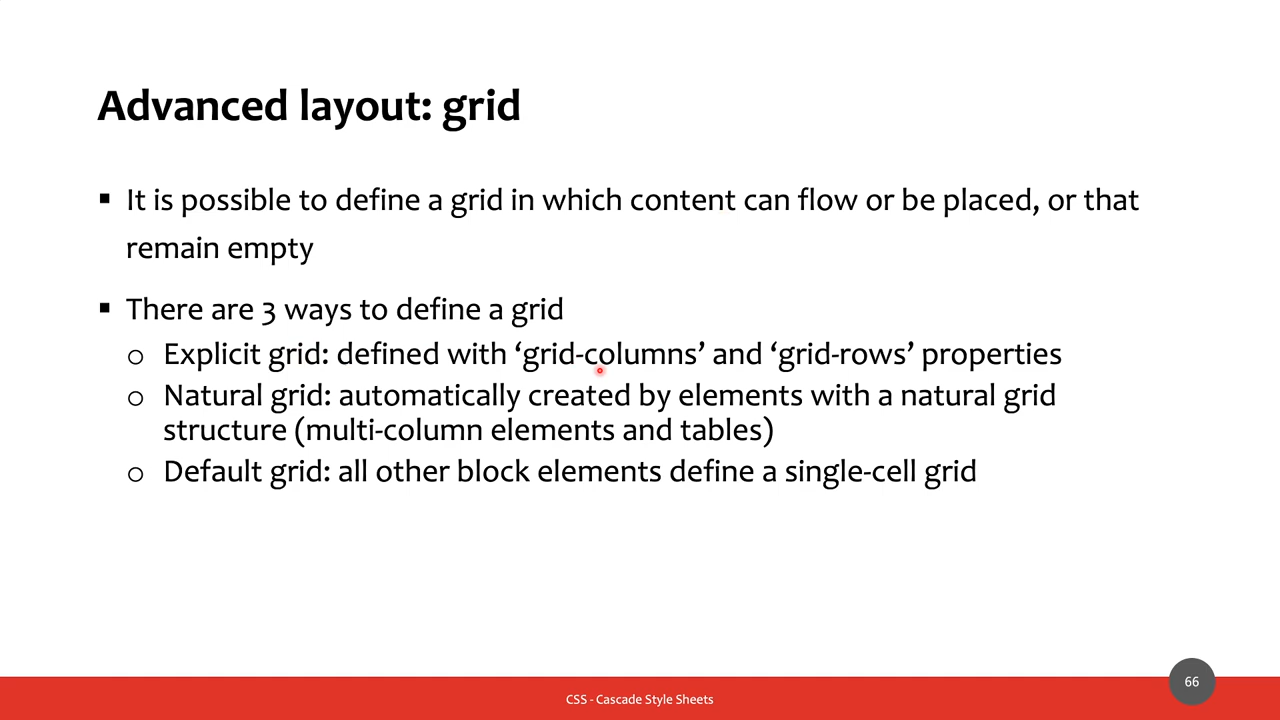 Advanced layout: grid
▪ It is possible to define a grid in which content can flow or be placed, or that
remain empty
▪ There are 3 ways to define a grid
o Explicit grid: defined with ‘grid-columns’ and ‘grid-rows’ properties
o Natural grid: automatically created by elements with a natural grid
structure (multi-column elements and tables)
o Default grid: all other block elements define a single-cell grid
66
CSS - Cascade Style Sheets